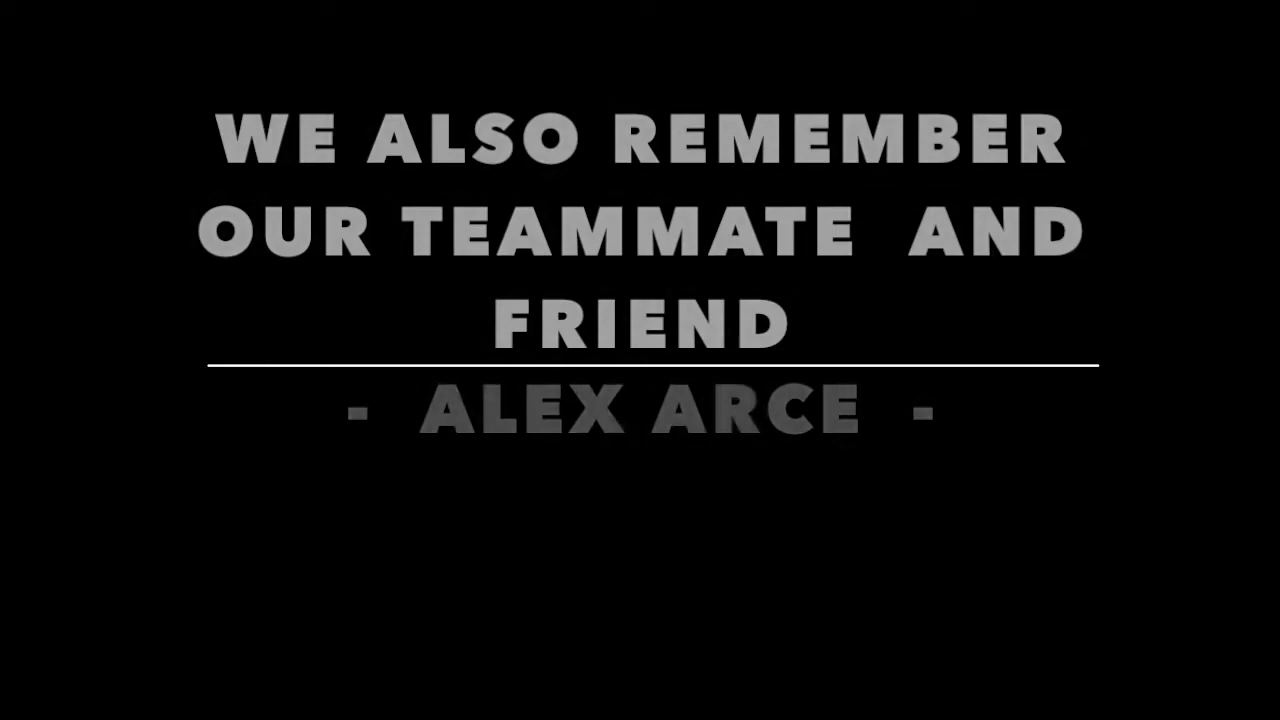 WE ALSO REMEMBER
OUR TEAMMATE AND
FRIEND
- ALEX ARCE -